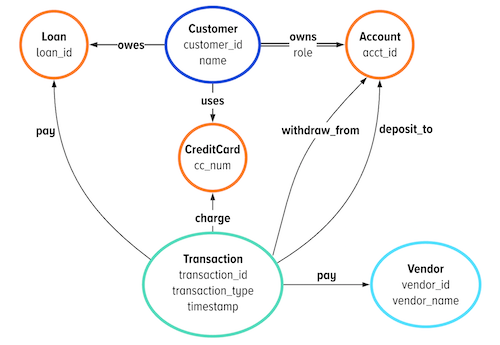 Loan
loan_id
owes
Customer
customer_id
name
owns
role
Account
acct_id
uses
pay
withdraw_from
deposit_to
CreditCard
cc_num
charge
Transaction
transaction_id
transaction_type
timestamp
pay
Vendor
vendor_id
vendor_name